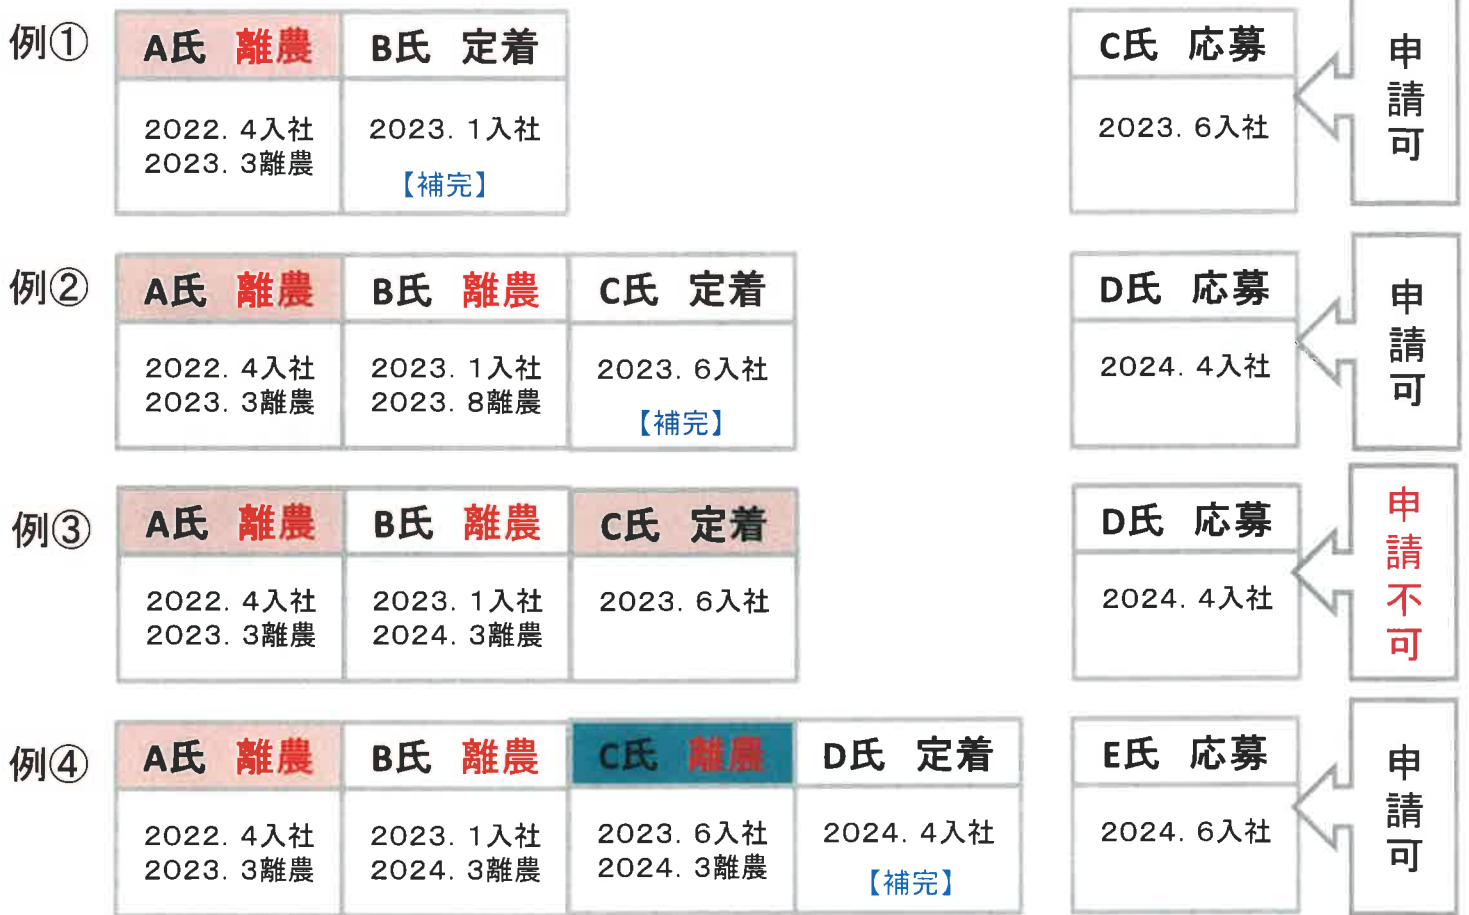 例①
A氏 離農
B氏 定着
C氏 応募
申請可
2022. 4入社
2023. 3離農
2023. 1入社
【補完】
2023. 6入社
例②
A氏 離農
B氏 離農
C氏 定着
D氏 応募
申請可
2022. 4入社
2023. 3離農
2023. 1入社
2023. 8離農
2023. 6入社
【補完】
2024. 4入社
例③
A氏 離農
B氏 離農
C氏 定着
D氏 応募
申請不可
2022. 4入社
2023. 3離農
2023. 1入社
2024. 3離農
2023. 6入社
2024. 4入社
例④
A氏 離農
B氏 離農
C氏 離農
D氏 定着
E氏 応募
申請可
2022. 4入社
2023. 3離農
2023. 1入社
2024. 3離農
2023. 6入社
2024. 3離農
2024. 4入社
【補完】
2024. 6入社